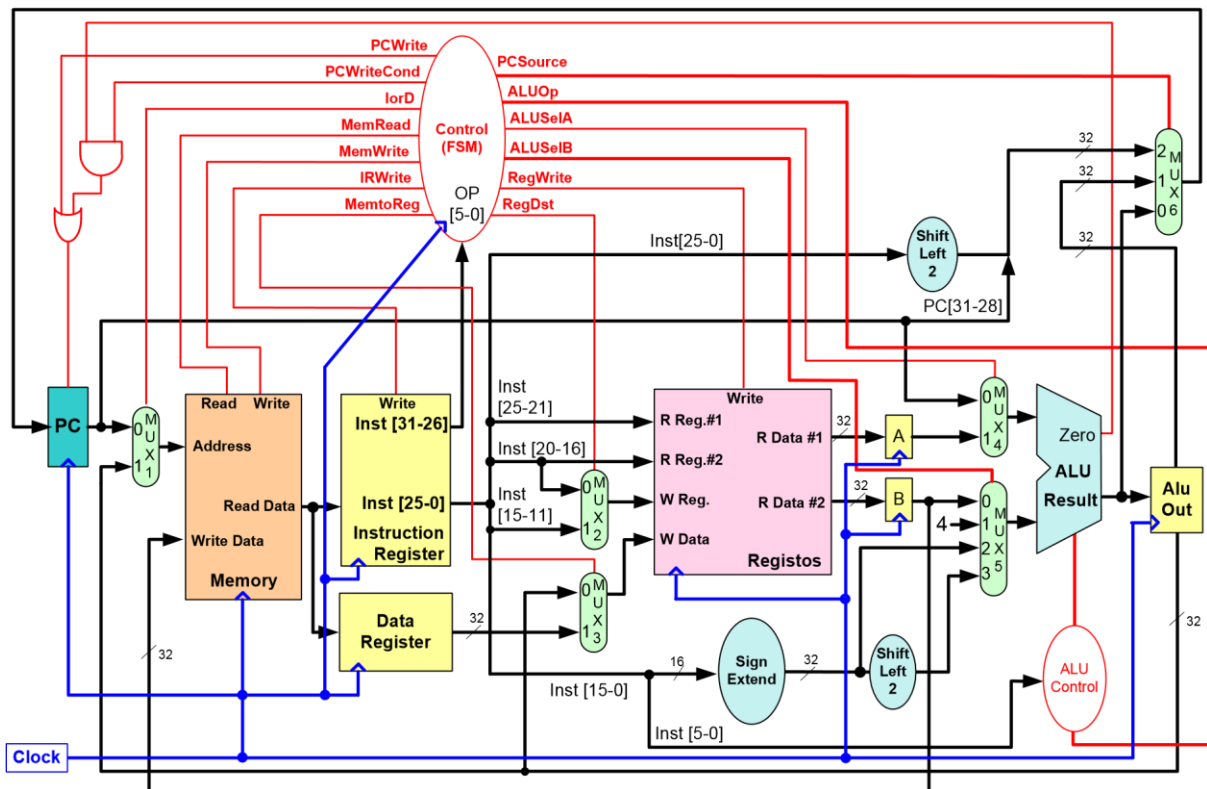 PCWrite
PCWriteCond
IorD
MemRead
MemWrite
IRWrite
MemtoReg
Control
(FSM)
OP
[5-0]
PCSource
ALUOp
ALUSelA
ALUSelB
RegWrite
RegDst
32
32
32
2
1
0
M
U
X
6
Inst[25-0]
Shift
Left
2
PC[31-28]
PC
0
1
M
U
X
1
Read
Write
Address
Read Data
Write Data
Memory
Write
Inst [31-26]
Inst [25-0]
Instruction
Register
Data
Register
32
Inst
[25-21]
Inst [20-16]
Inst
[15-11]
0
1
M
U
X
2
0
1
M
U
X
3
Write
R Reg.#1
R Reg.#2
W Reg.
W Data
R Data #1
R Data #2
Registos
32
32
A
B
0
1
M
U
X
4
4
0
1
2
3
M
U
X
5
Zero
ALU
Result
Alu
Out
32
32
16
Sign
Extend
32
Shift
Left
2
Inst [15-0]
Inst [5-0]
ALU
Control
Clock